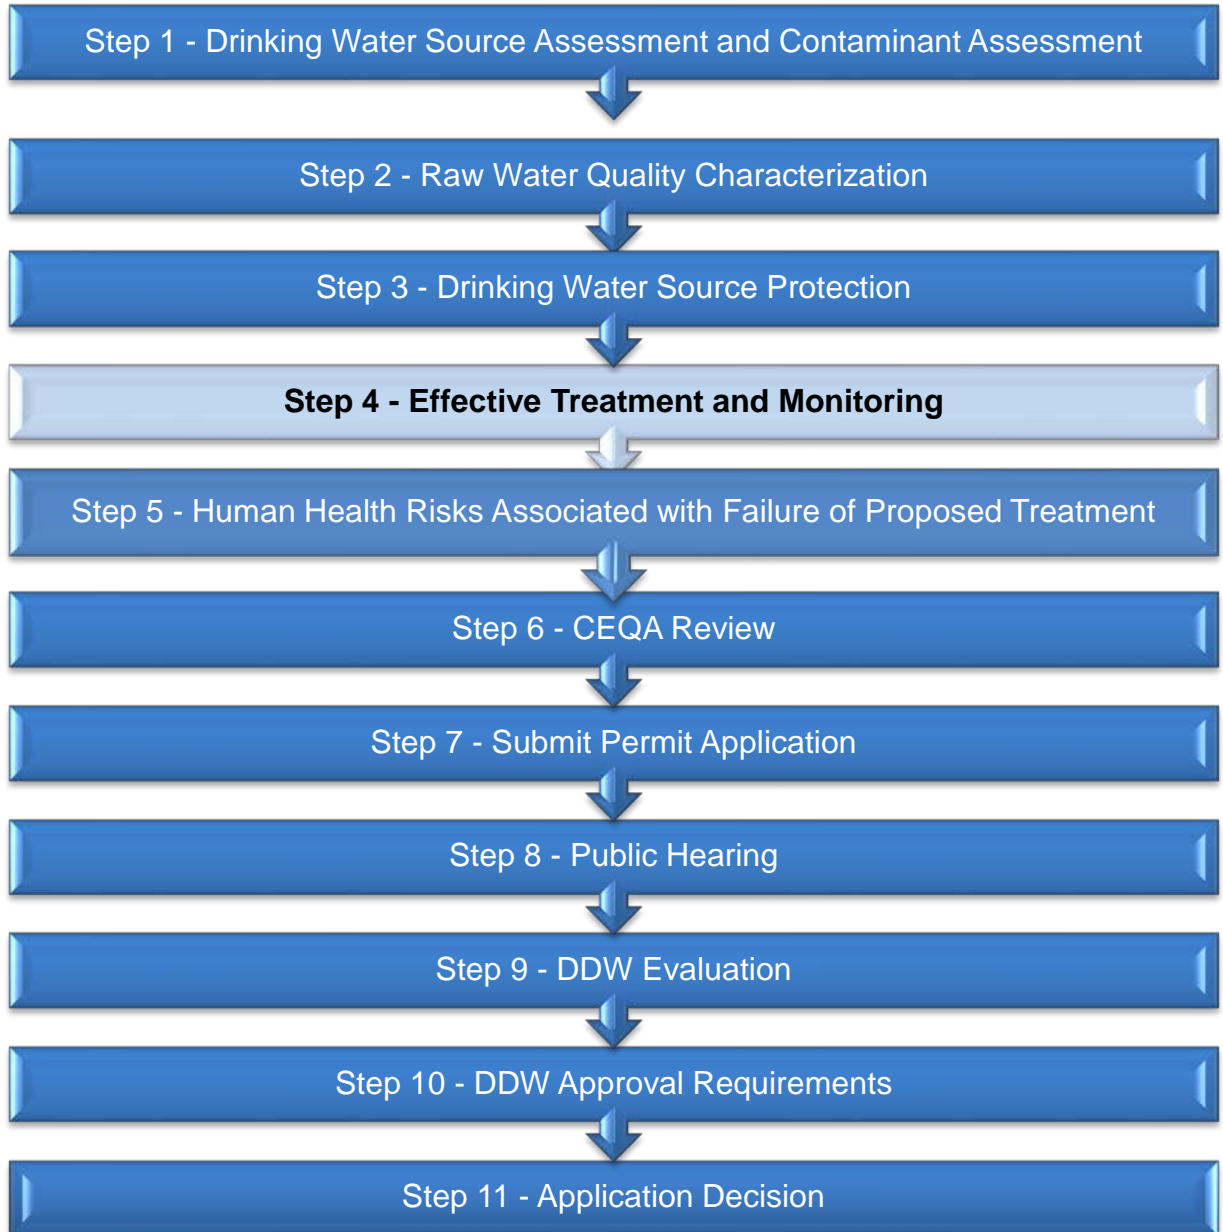 Step 1 - Drinking Water Source Assessment and Contaminant Assessment
Step 2 - Raw Water Quality Characterization
Step 3 - Drinking Water Source Protection
Step 4 - Effective Treatment and Monitoring
Step 5 - Human Health Risks Associated with Failure of Proposed Treatment
Step 6 - CEQA Review
Step 7 - Submit Permit Application
Step 8 - Public Hearing
Step 9 - DDW Evaluation
Step 10 - DDW Approval Requirements
Step 11 - Application Decision